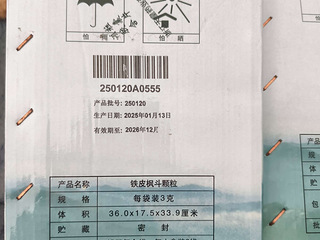 怕雨
怕晒
250120A0555
产品批号: 250120
生产日期: 2025年01月13日
有效期至: 2026年12月
产品名称 铁皮枫斗颗粒
规格 每袋装3克
体积 36.0x17.5x33.9厘米
贮藏 密封